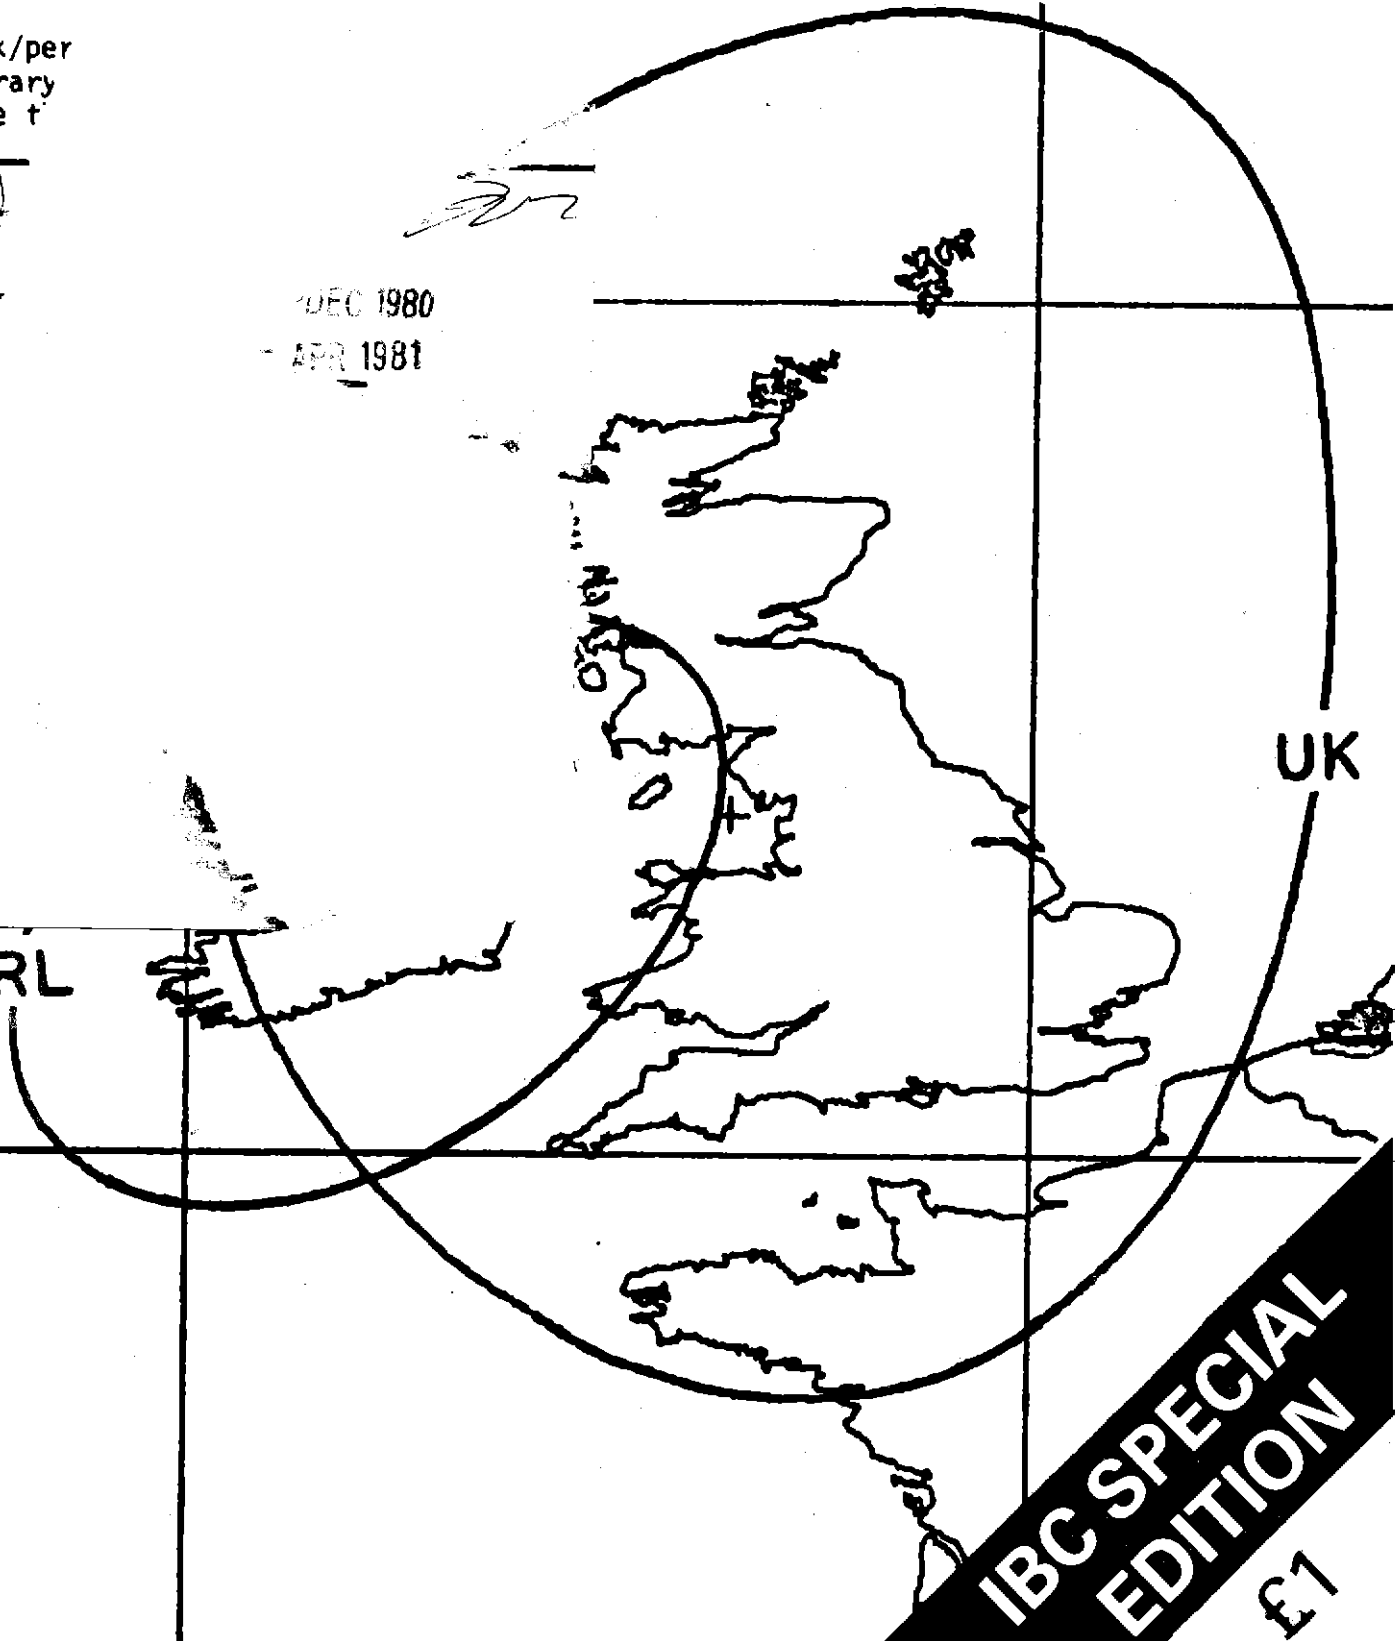 k/per
rary
e t
DEC 1980
APR 1981
UK
RL
IBC SPECIAL
EDITION
£1